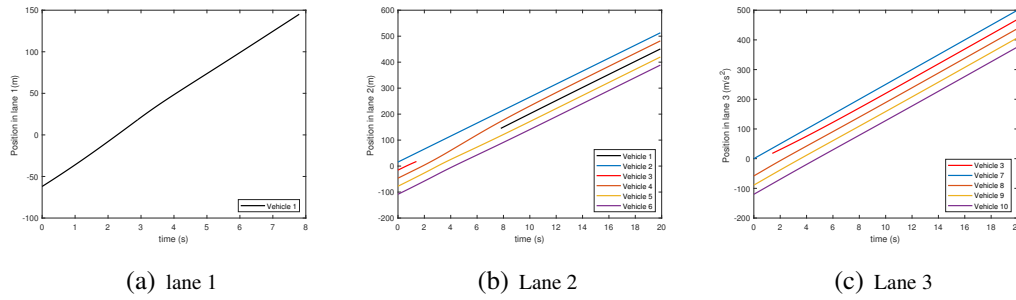 150
100
50
0
-50
-100
Position in lane 1(m)
0 1 2 3 4 5 6 7 8
time (s)
Vehicle 1
(a) lane 1
600
500
400
300
200
100
0
-100
-200
Position in lane 2(m)
0 2 4 6 8 10 12 14 16 18 20
time (s)
Vehicle 1
Vehicle 2
Vehicle 3
Vehicle 4
Vehicle 5
Vehicle 6
(b) Lane 2
500
400
300
200
100
0
-100
-200
Position in lane 3 (m/s²)
0 2 4 6 8 10 12 14 16 18 2
time (s)
Vehicle 3
Vehicle 7
Vehicle 8
Vehicle 9
Vehicle 10
(c) Lane 3